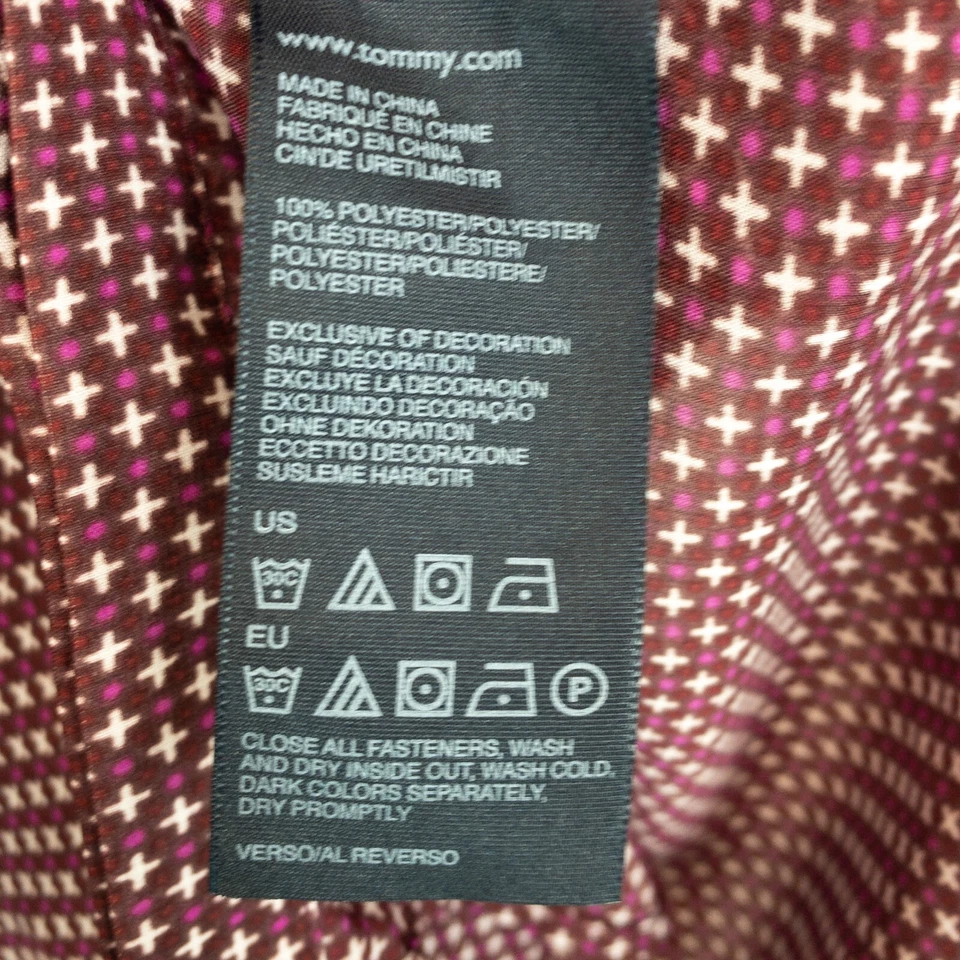 www.tommy.com
MADE IN CHINA
FABRIQUÉ EN CHINE
HECHO EN CHINA
CIN'DE URETILMISTIR
100% POLYESTER/POLYESTER/
POLIÉSTER/POLIÉSTER/
POLYESTER/POLIESTERE/
POLYESTER
EXCLUSIVE OF DECORATION
SAUF DÉCORATION
EXCLUYE LA DECORACIÓN
EXCLUINDO DECORAÇÃO
OHNE DEKORATION
ECCETTO DECORAZIONE
SUSLEME HARICTIR
US
30C
EU
30C P
CLOSE ALL FASTENERS, WASH
AND DRY INSIDE OUT, WASH COLD,
DARK COLORS SEPARATELY,
DRY PROMPTLY
VERSO/AL REVERSO